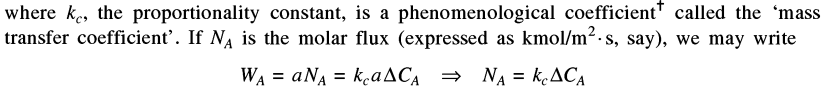 where k_c, the proportionality constant, is a phenomenological coefficient† called the ‘mass
transfer coefficient’. If N_A is the molar flux (expressed as kmol/m²·s, say), we may write
W_A = aN_A = k_c aΔC_A ⇒ N_A = k_cΔC_A